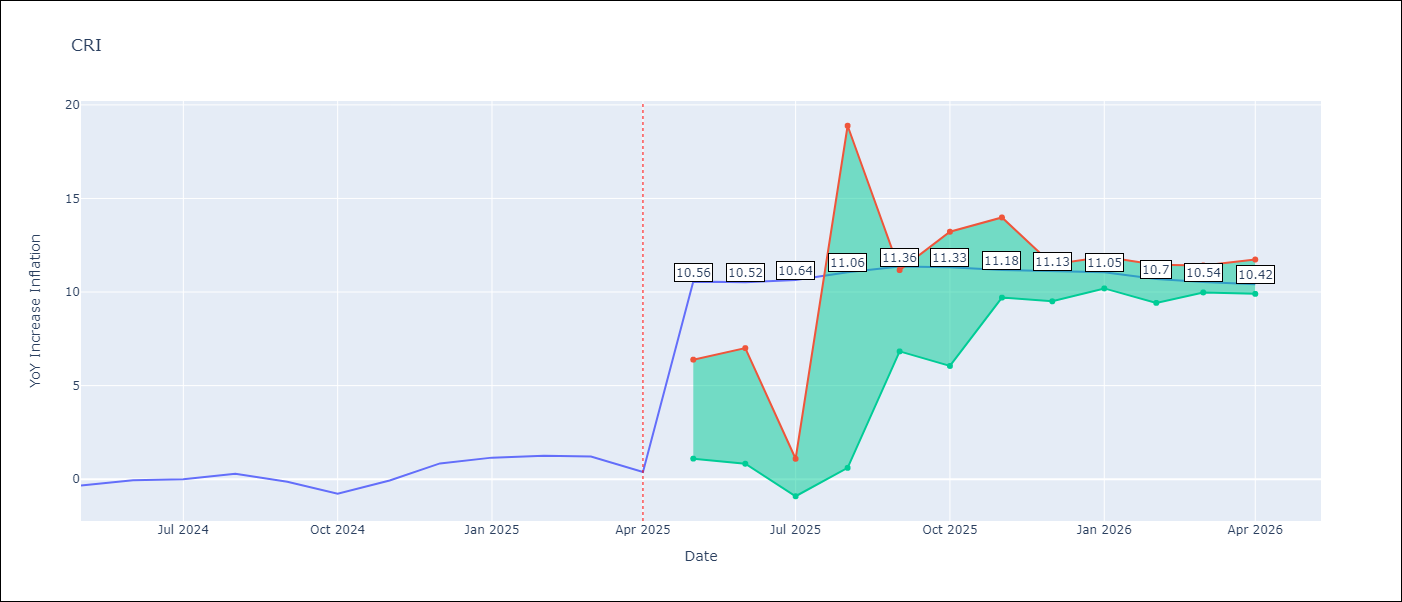 CRI
YoY Increase Inflation
20
15
10
5
0
10.56
10.52
10.64
11.06
11.36
11.33
11.18
11.13
11.05
10.7
10.54
10.42
Jul 2024
Oct 2024
Jan 2025
Apr 2025
Jul 2025
Oct 2025
Jan 2026
Apr 2026
Date